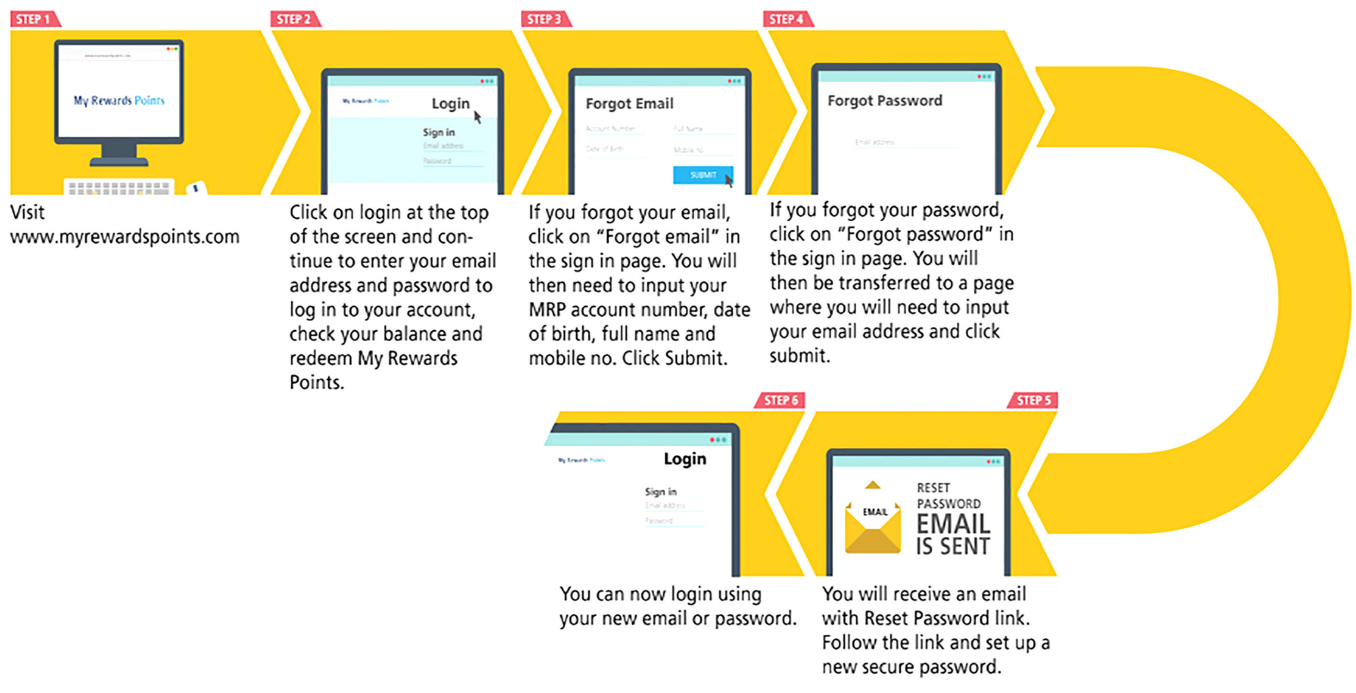 STEP 1
www.myrewardspoints.com
My Rewards Points
Visit
www.myrewardspoints.com
STEP 2
My Rewards Points
Login
Sign in
Email address
Password
Click on login at the top
of the screen and con-
tinue to enter your email
address and password to
log in to your account,
check your balance and
redeem My Rewards
Points.
STEP 3
Forgot Email
Account Number
Full Name
Date of Birth
Mobile no.
SUBMIT
If you forgot your email,
click on “Forgot email” in
the sign in page. You will
then need to input your
MRP account number, date
of birth, full name and
mobile no. Click Submit.
STEP 4
Forgot Password
Email address
If you forgot your password,
click on “Forgot password” in
the sign in page. You will
then be transferred to a page
where you will need to input
your email address and click
submit.
STEP 5
EMAIL
RESET
PASSWORD
EMAIL
IS SENT
You will receive an email
with Reset Password link.
Follow the link and set up a
new secure password.
STEP 6
My Rewards Points
Login
Sign in
Email address
Password
You can now login using
your new email or password.